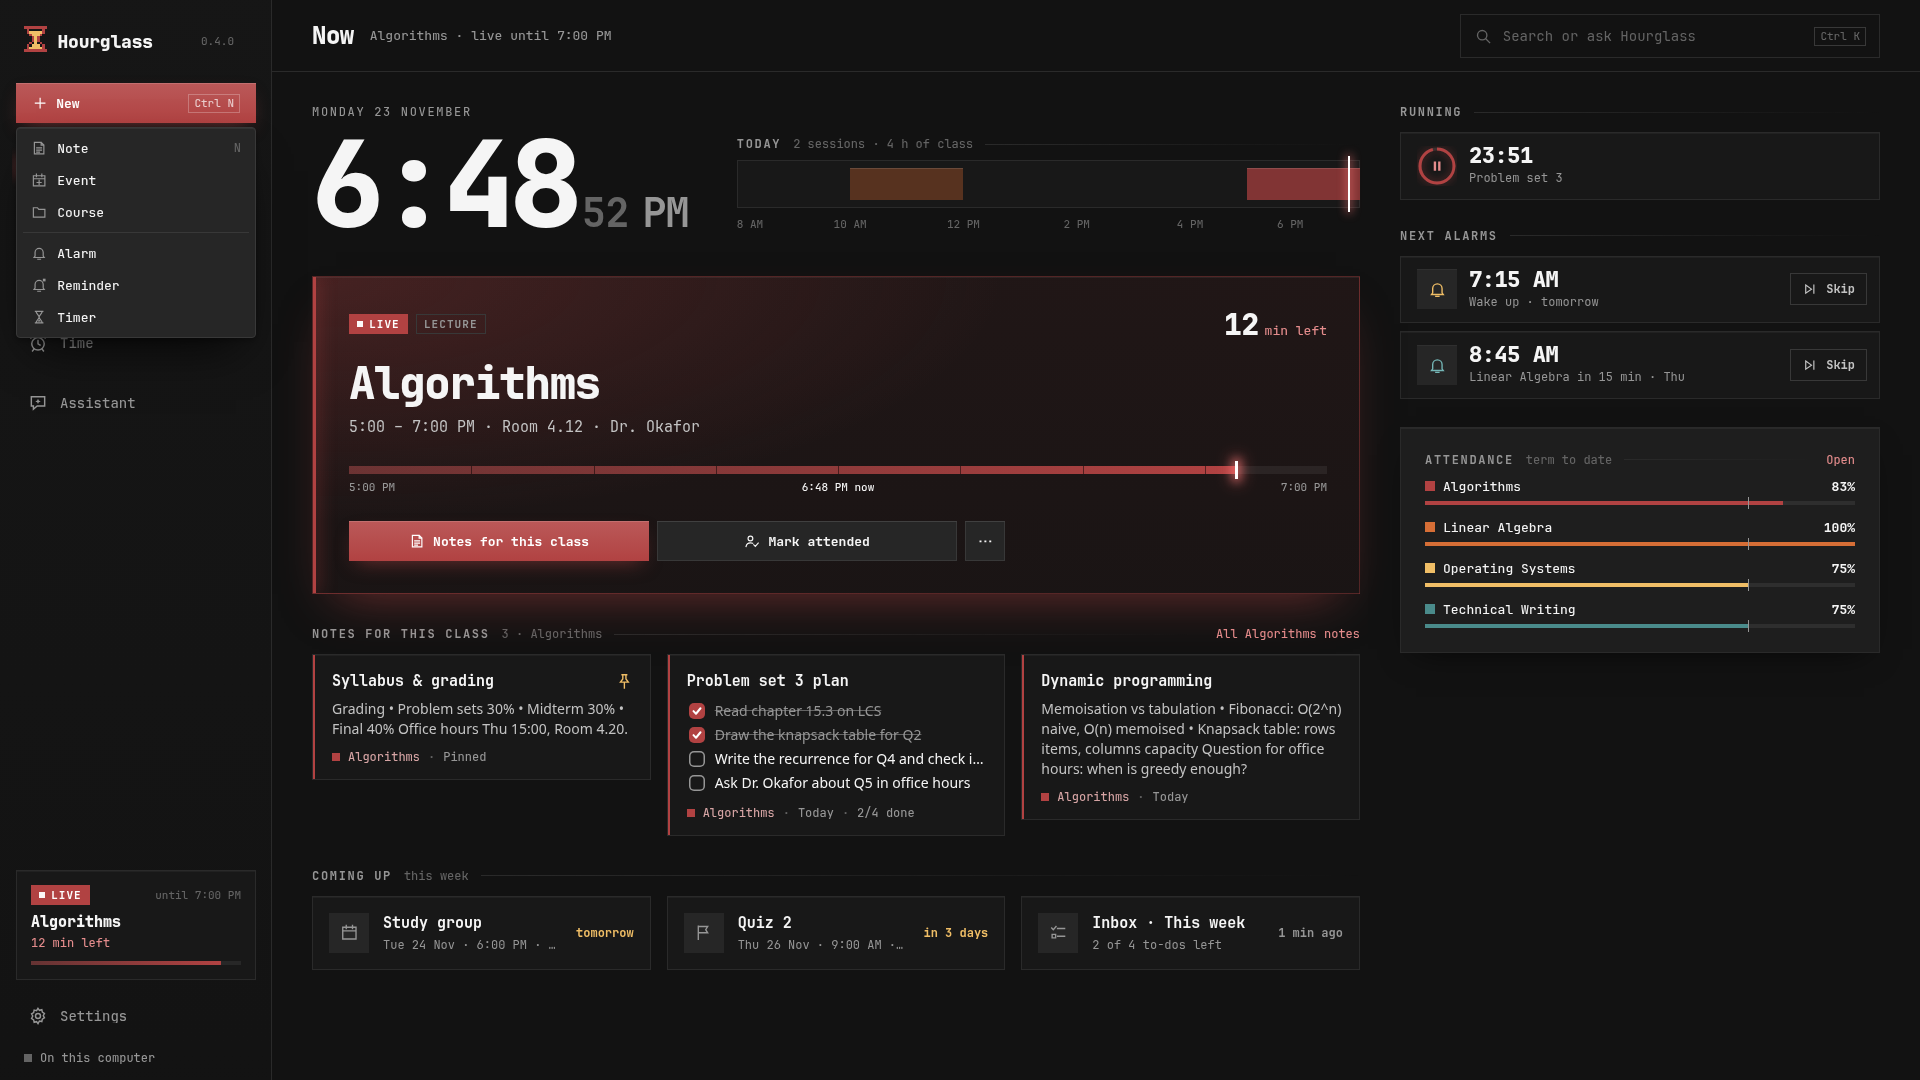 Hourglass 0.4.0
New Ctrl N
Note N
Event
Course
Alarm
Reminder
Timer
Time
Assistant
LIVE until 7:00 PM
Algorithms
12 min left
Settings
On this computer
Now Algorithms · live until 7:00 PM
Search or ask Hourglass Ctrl K
MONDAY 23 NOVEMBER
6:48 52 PM
TODAY 2 sessions · 4 h of class
8 AM 10 AM 12 PM 2 PM 4 PM 6 PM
LIVE LECTURE
12 min left
Algorithms
5:00 – 7:00 PM · Room 4.12 · Dr. Okafor
5:00 PM 6:48 PM now 7:00 PM
Notes for this class Mark attended
NOTES FOR THIS CLASS 3 · Algorithms All Algorithms notes
Syllabus & grading
Grading • Problem sets 30% • Midterm 30% •
Final 40% Office hours Thu 15:00, Room 4.20.
Algorithms · Pinned
Problem set 3 plan
Read chapter 15.3 on LCS
Draw the knapsack table for Q2
Write the recurrence for Q4 and check i…
Ask Dr. Okafor about Q5 in office hours
Algorithms · Today · 2/4 done
Dynamic programming
Memoisation vs tabulation • Fibonacci: O(2^n)
naive, O(n) memoised • Knapsack table: rows
items, columns capacity Question for office
hours: when is greedy enough?
Algorithms · Today
COMING UP this week
Study group
Tue 24 Nov · 6:00 PM · …
tomorrow
Quiz 2
Thu 26 Nov · 9:00 AM ·…
in 3 days
Inbox · This week
2 of 4 to-dos left
1 min ago
RUNNING
23:51
Problem set 3
NEXT ALARMS
7:15 AM
Wake up · tomorrow
Skip
8:45 AM
Linear Algebra in 15 min · Thu
Skip
ATTENDANCE term to date Open
Algorithms 83%
Linear Algebra 100%
Operating Systems 75%
Technical Writing 75%